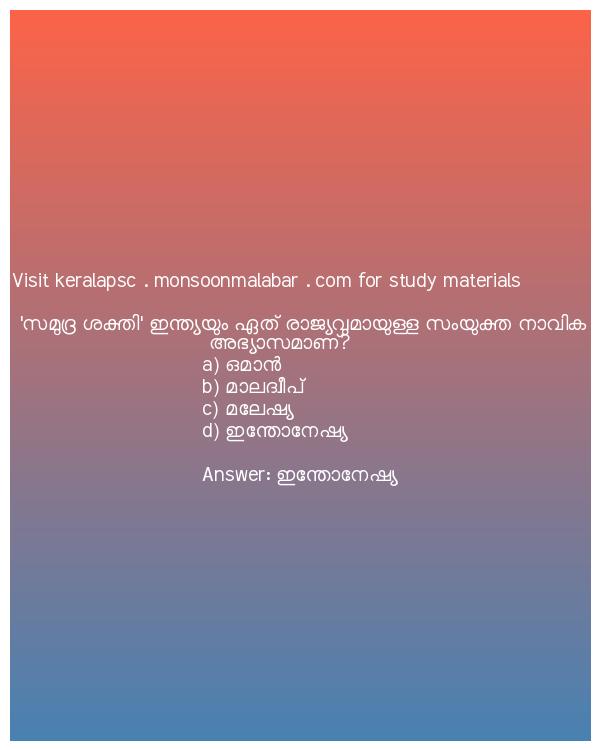 Visit keralapsc . monsoonmalabar . com for study materials
'സമുദ്ര ശക്തി' ഇന്ത്യയും ഏത് രാജ്യവുമായുള്ള സംയുക്ത നാവിക
അഭ്യാസമാണ്?
a) ഒമാൻ
b) മാലദ്വീപ്
c) മലേഷ്യ
d) ഇന്തോനേഷ്യ
Answer: ഇന്തോനേഷ്യ